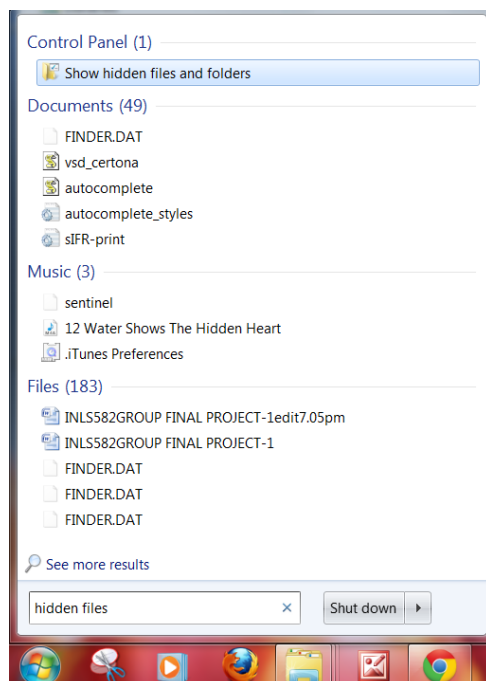 Control Panel (1)
Show hidden files and folders
Documents (49)
FINDER.DAT
vsd_certona
autocomplete
autocomplete_styles
sIFR-print
Music (3)
sentinel
12 Water Shows The Hidden Heart
.iTunes Preferences
Files (183)
INLS582GROUP FINAL PROJECT-1edit7.05pm
INLS582GROUP FINAL PROJECT-1
FINDER.DAT
FINDER.DAT
FINDER.DAT
See more results
hidden files
Shut down